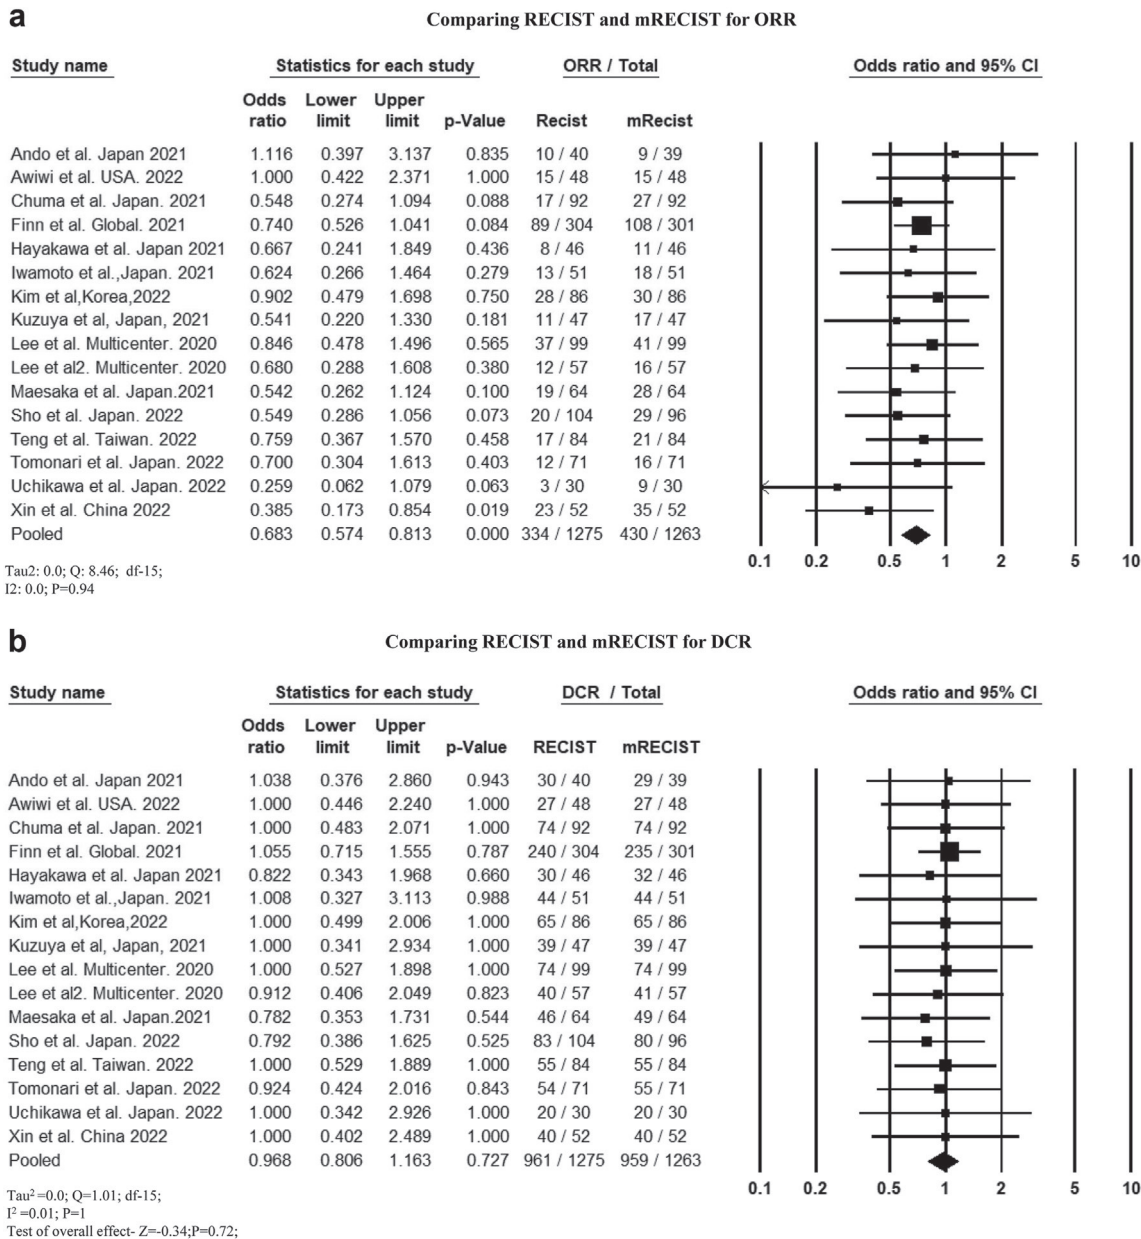 a
Comparing RECIST and mRECIST for ORR
Study name Statistics for each study ORR / Total Odds ratio and 95% CI
Odds ratio Lower limit Upper limit p-Value Recist mRecist
Ando et al. Japan 2021 1.116 0.397 3.137 0.835 10 / 40 9 / 39
Awiwi et al. USA. 2022 1.000 0.422 2.371 1.000 15 / 48 15 / 48
Chuma et al. Japan. 2021 0.548 0.274 1.094 0.088 17 / 92 27 / 92
Finn et al. Global. 2021 0.740 0.526 1.041 0.084 89 / 304 108 / 301
Hayakawa et al. Japan 2021 0.667 0.241 1.849 0.436 8 / 46 11 / 46
Iwamoto et al.,Japan. 2021 0.624 0.266 1.464 0.279 13 / 51 18 / 51
Kim et al,Korea,2022 0.902 0.479 1.698 0.750 28 / 86 30 / 86
Kuzuya et al, Japan, 2021 0.541 0.220 1.330 0.181 11 / 47 17 / 47
Lee et al. Multicenter. 2020 0.846 0.478 1.496 0.565 37 / 99 41 / 99
Lee et al2. Multicenter. 2020 0.680 0.288 1.608 0.380 12 / 57 16 / 57
Maesaka et al. Japan.2021 0.542 0.262 1.124 0.100 19 / 64 28 / 64
Sho et al. Japan. 2022 0.549 0.286 1.056 0.073 20 / 104 29 / 96
Teng et al. Taiwan. 2022 0.759 0.367 1.570 0.458 17 / 84 21 / 84
Tomonari et al. Japan. 2022 0.700 0.304 1.613 0.403 12 / 71 16 / 71
Uchikawa et al. Japan. 2022 0.259 0.062 1.079 0.063 3 / 30 9 / 30
Xin et al. China 2022 0.385 0.173 0.854 0.019 23 / 52 35 / 52
Pooled 0.683 0.574 0.813 0.000 334 / 1275 430 / 1263
0.1 0.2 0.5 1 2 5 10
Tau2: 0.0; Q: 8.46; df-15;
I2: 0.0; P=0.94
b
Comparing RECIST and mRECIST for DCR
Study name Statistics for each study DCR / Total Odds ratio and 95% CI
Odds ratio Lower limit Upper limit p-Value RECIST mRECIST
Ando et al. Japan 2021 1.038 0.376 2.860 0.943 30 / 40 29 / 39
Awiwi et al. USA. 2022 1.000 0.446 2.240 1.000 27 / 48 27 / 48
Chuma et al. Japan. 2021 1.000 0.483 2.071 1.000 74 / 92 74 / 92
Finn et al. Global. 2021 1.055 0.715 1.555 0.787 240 / 304 235 / 301
Hayakawa et al. Japan 2021 0.822 0.343 1.968 0.660 30 / 46 32 / 46
Iwamoto et al.,Japan. 2021 1.008 0.327 3.113 0.988 44 / 51 44 / 51
Kim et al,Korea,2022 1.000 0.499 2.006 1.000 65 / 86 65 / 86
Kuzuya et al, Japan, 2021 1.000 0.341 2.934 1.000 39 / 47 39 / 47
Lee et al. Multicenter. 2020 1.000 0.527 1.898 1.000 74 / 99 74 / 99
Lee et al2. Multicenter. 2020 0.912 0.406 2.049 0.823 40 / 57 41 / 57
Maesaka et al. Japan.2021 0.782 0.353 1.731 0.544 46 / 64 49 / 64
Sho et al. Japan. 2022 0.792 0.386 1.625 0.525 83 / 104 80 / 96
Teng et al. Taiwan. 2022 1.000 0.529 1.889 1.000 55 / 84 55 / 84
Tomonari et al. Japan. 2022 0.924 0.424 2.016 0.843 54 / 71 55 / 71
Uchikawa et al. Japan. 2022 1.000 0.342 2.926 1.000 20 / 30 20 / 30
Xin et al. China 2022 1.000 0.402 2.489 1.000 40 / 52 40 / 52
Pooled 0.968 0.806 1.163 0.727 961 / 1275 959 / 1263
0.1 0.2 0.5 1 2 5 10
Tau² =0.0; Q=1.01; df-15;
I² =0.01; P=1
Test of overall effect- Z=-0.34;P=0.72;